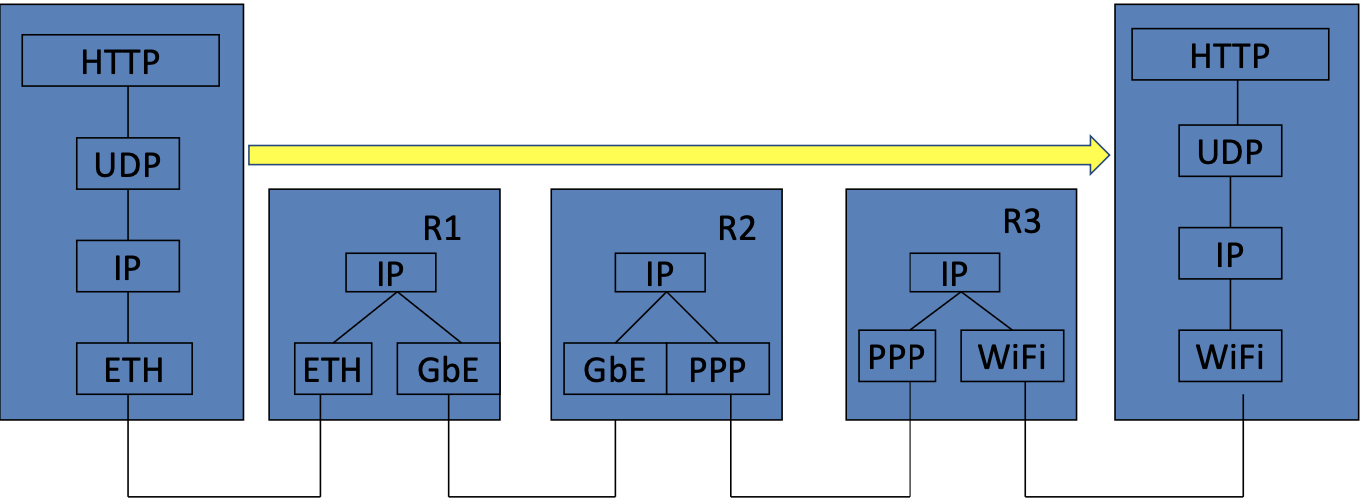 HTTP
UDP
IP
ETH
R1
IP
ETH GbE
R2
IP
GbE PPP
R3
IP
PPP WiFi
HTTP
UDP
IP
WiFi